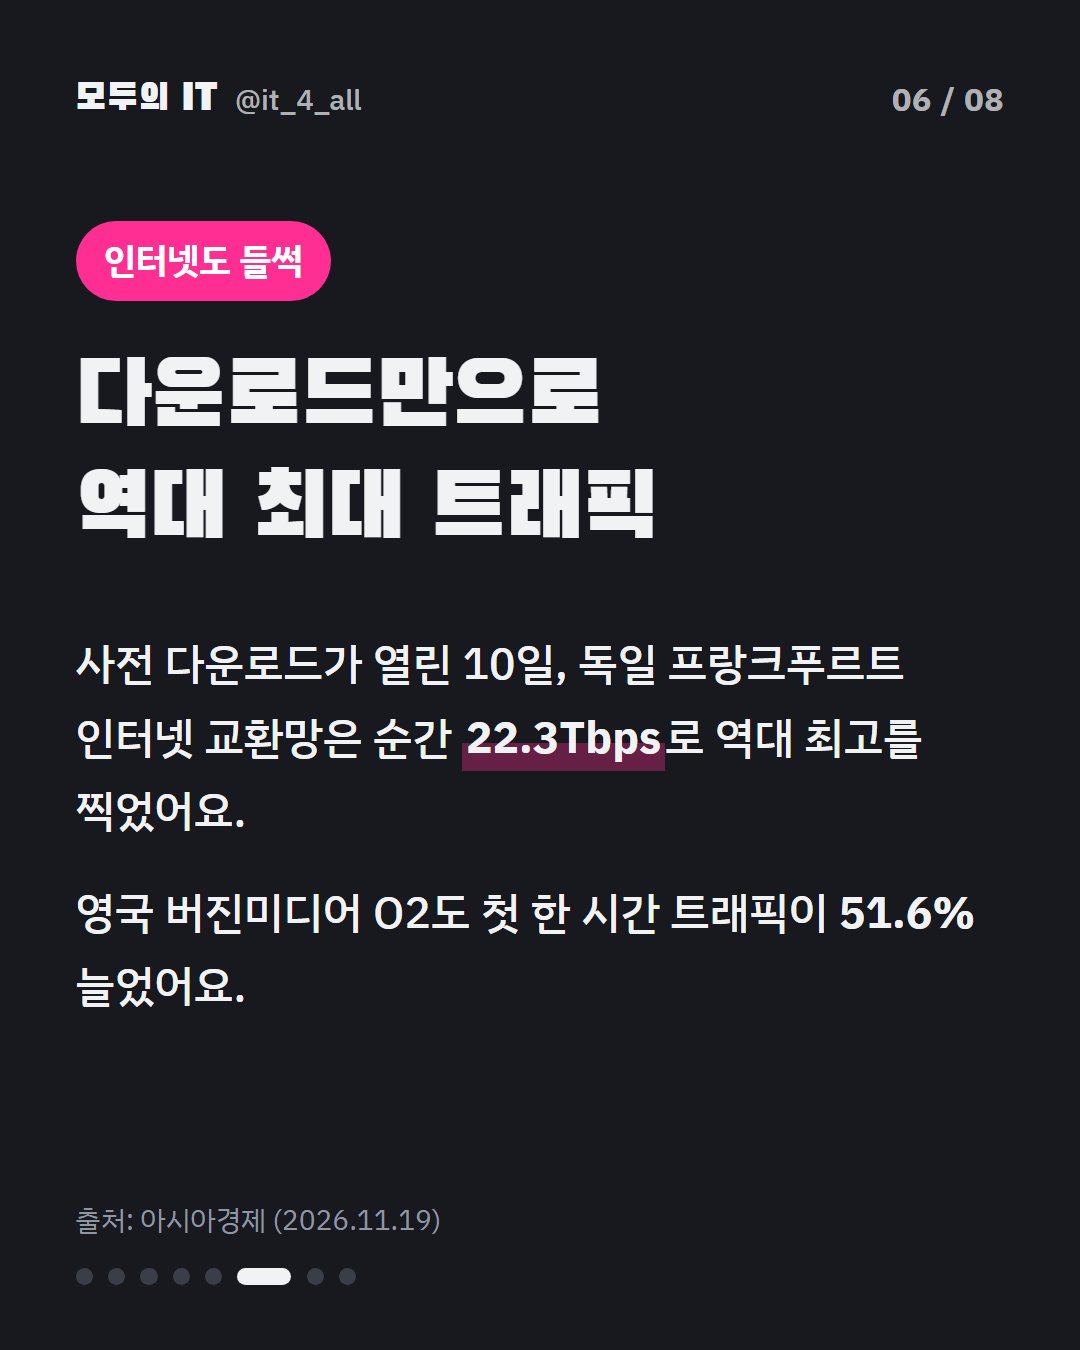 모두의 IT @it_4_all
06 / 08
인터넷도 들썩
다운로드만으로
역대 최대 트래픽
사전 다운로드가 열린 10일, 독일 프랑크푸르트
인터넷 교환망은 순간 22.3Tbps로 역대 최고를
찍었어요.
영국 버진미디어 O2도 첫 한 시간 트래픽이 51.6%
늘었어요.
출처: 아시아경제 (2026.11.19)